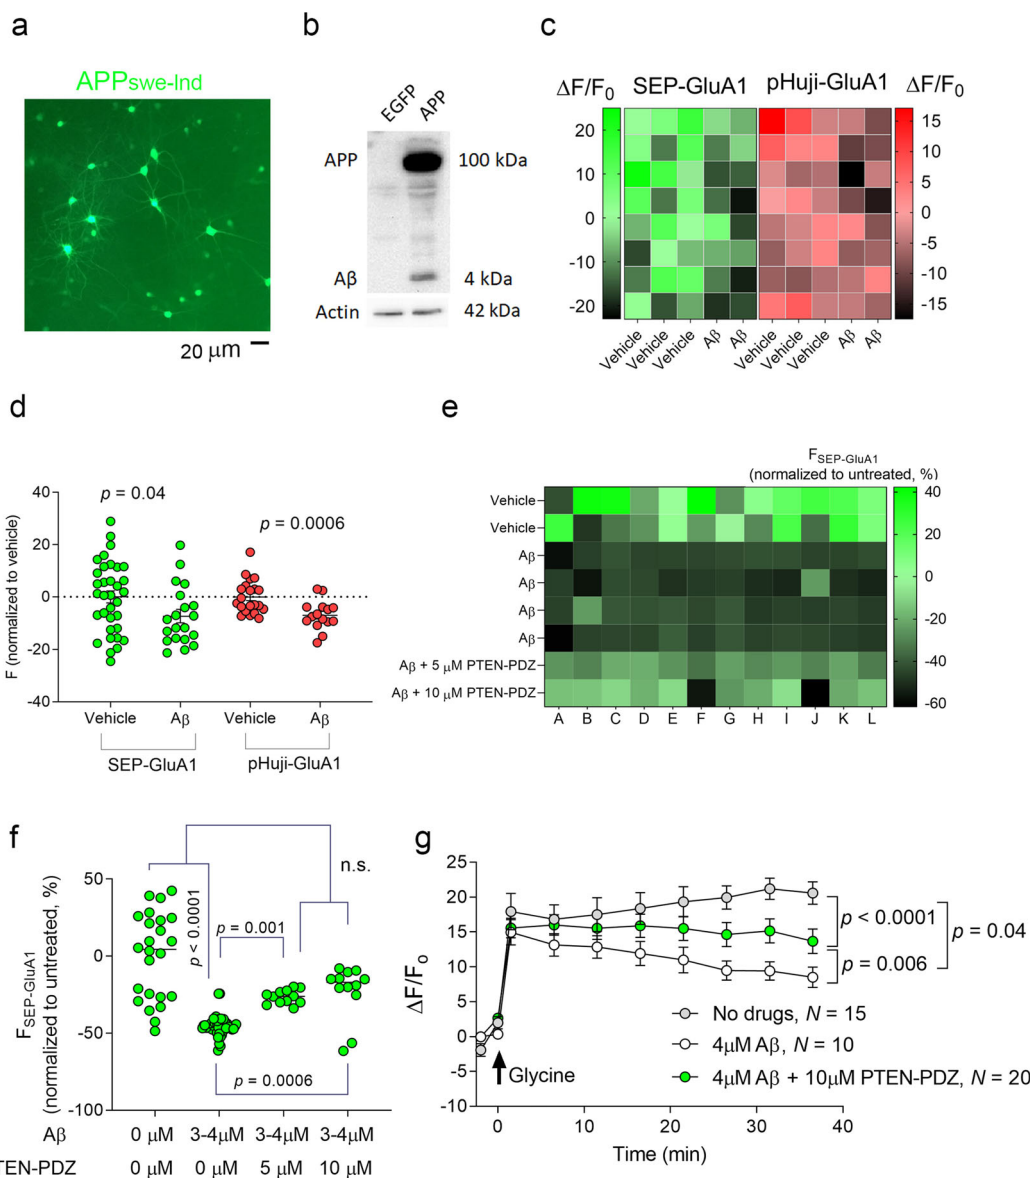 a
APPswe-Ind
20 μm
b
EGFP
APP
APP
100 kDa
Aβ
4 kDa
Actin
42 kDa
c
ΔF/F0
SEP-GluA1
pHuji-GluA1
ΔF/F0
20
10
0
-10
-20
15
10
5
0
-5
-10
-15
Vehicle
Vehicle
Vehicle
Aβ
Aβ
Vehicle
Vehicle
Vehicle
Aβ
Aβ
d
F (normalized to vehicle)
40
20
0
-20
-40
p = 0.04
p = 0.0006
Vehicle
Aβ
Vehicle
Aβ
SEP-GluA1
pHuji-GluA1
e
FSEP-GluA1
(normalized to untreated, %)
Vehicle
Vehicle
Aβ
Aβ
Aβ
Aβ
Aβ + 5 μM PTEN-PDZ
Aβ + 10 μM PTEN-PDZ
A B C D E F G H I J K L
40
20
0
-20
-40
-60
f
FSEP-GluA1
(normalized to untreated, %)
50
0
-50
-100
p < 0.0001
p = 0.001
n.s.
p = 0.0006
Aβ
0 μM 3-4μM 3-4μM 3-4μM
TEN-PDZ
0 μM 0 μM 5 μM 10 μM
g
ΔF/F0
25
20
15
10
5
0
-5
-10
p < 0.0001
p = 0.04
p = 0.006
No drugs, N = 15
4μM Aβ, N = 10
4μM Aβ + 10μM PTEN-PDZ, N = 20
Glycine
0 10 20 30 40
Time (min)